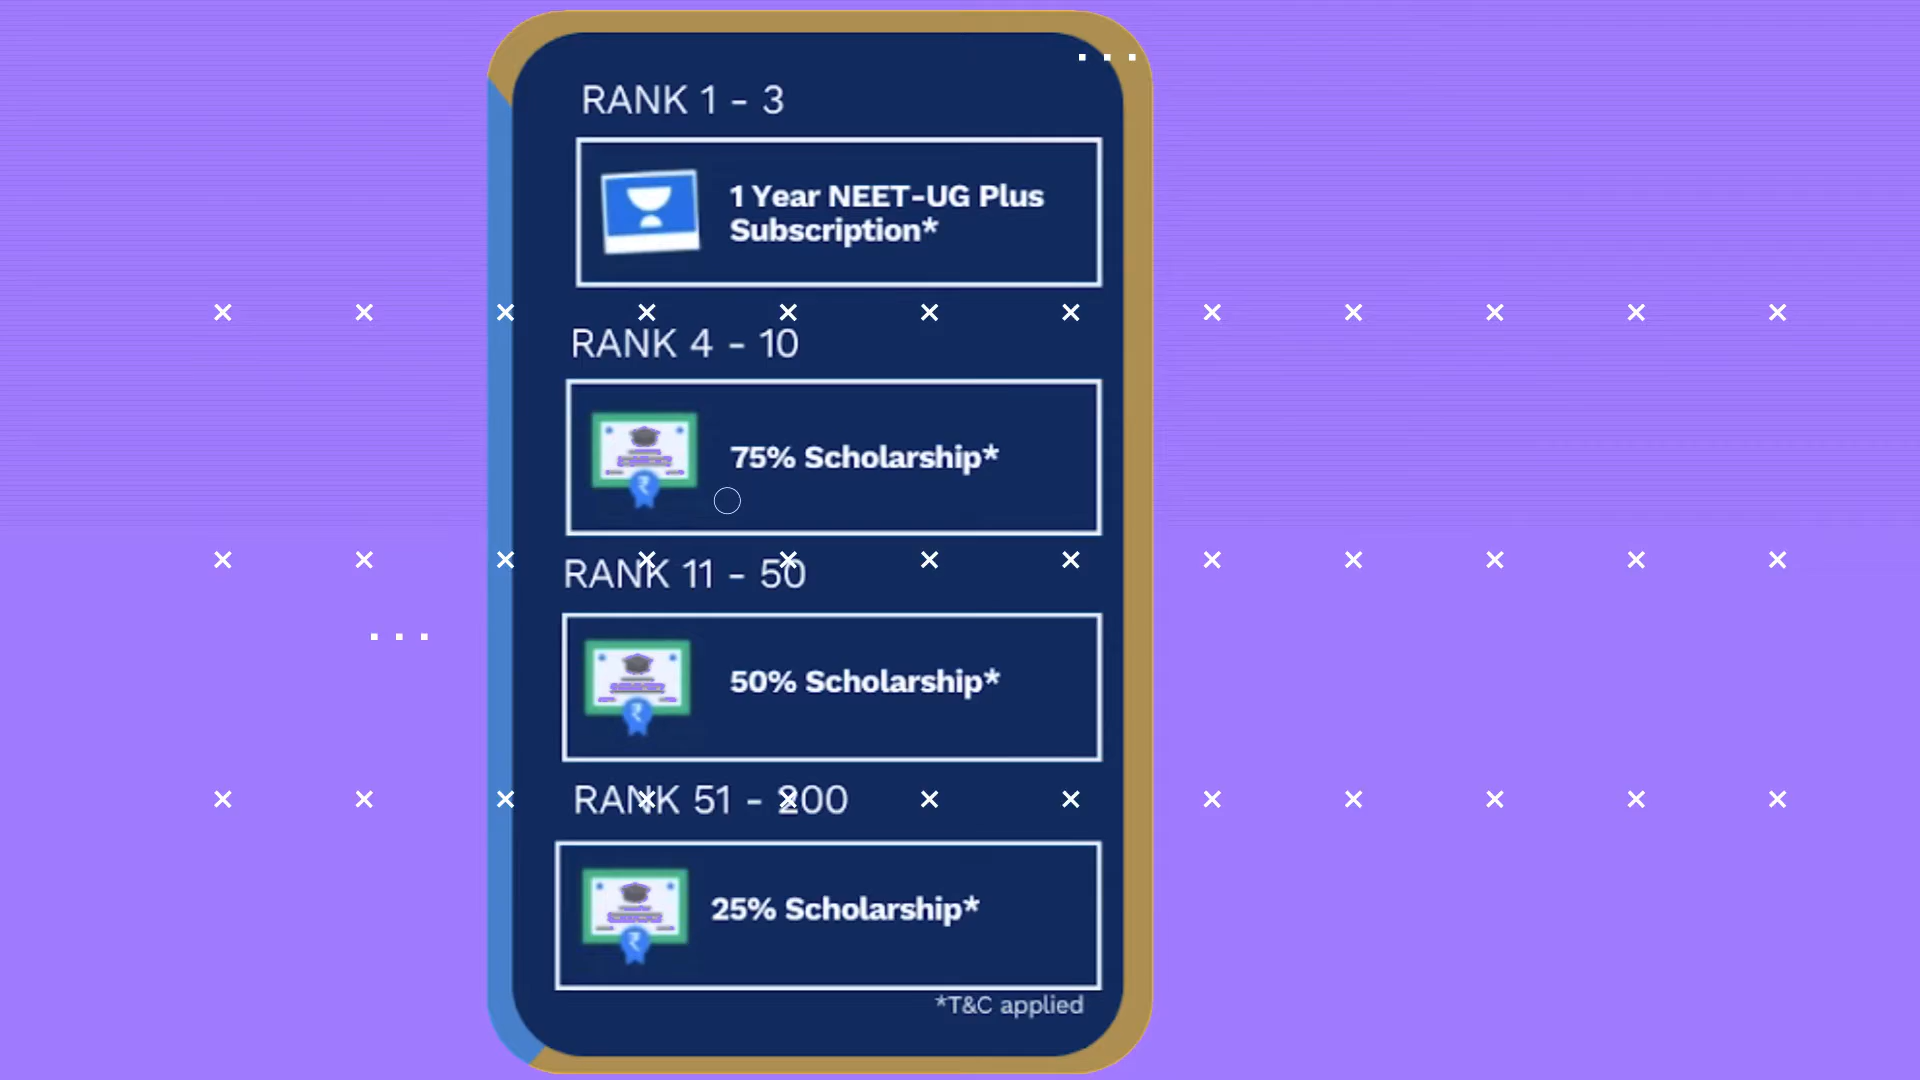 RANK 1 - 3
1 Year NEET-UG Plus
Subscription*
RANK 4 - 10
75% Scholarship*
RANK 11 - 50
50% Scholarship*
RANK 51 - 200
25% Scholarship*
*T&C applied